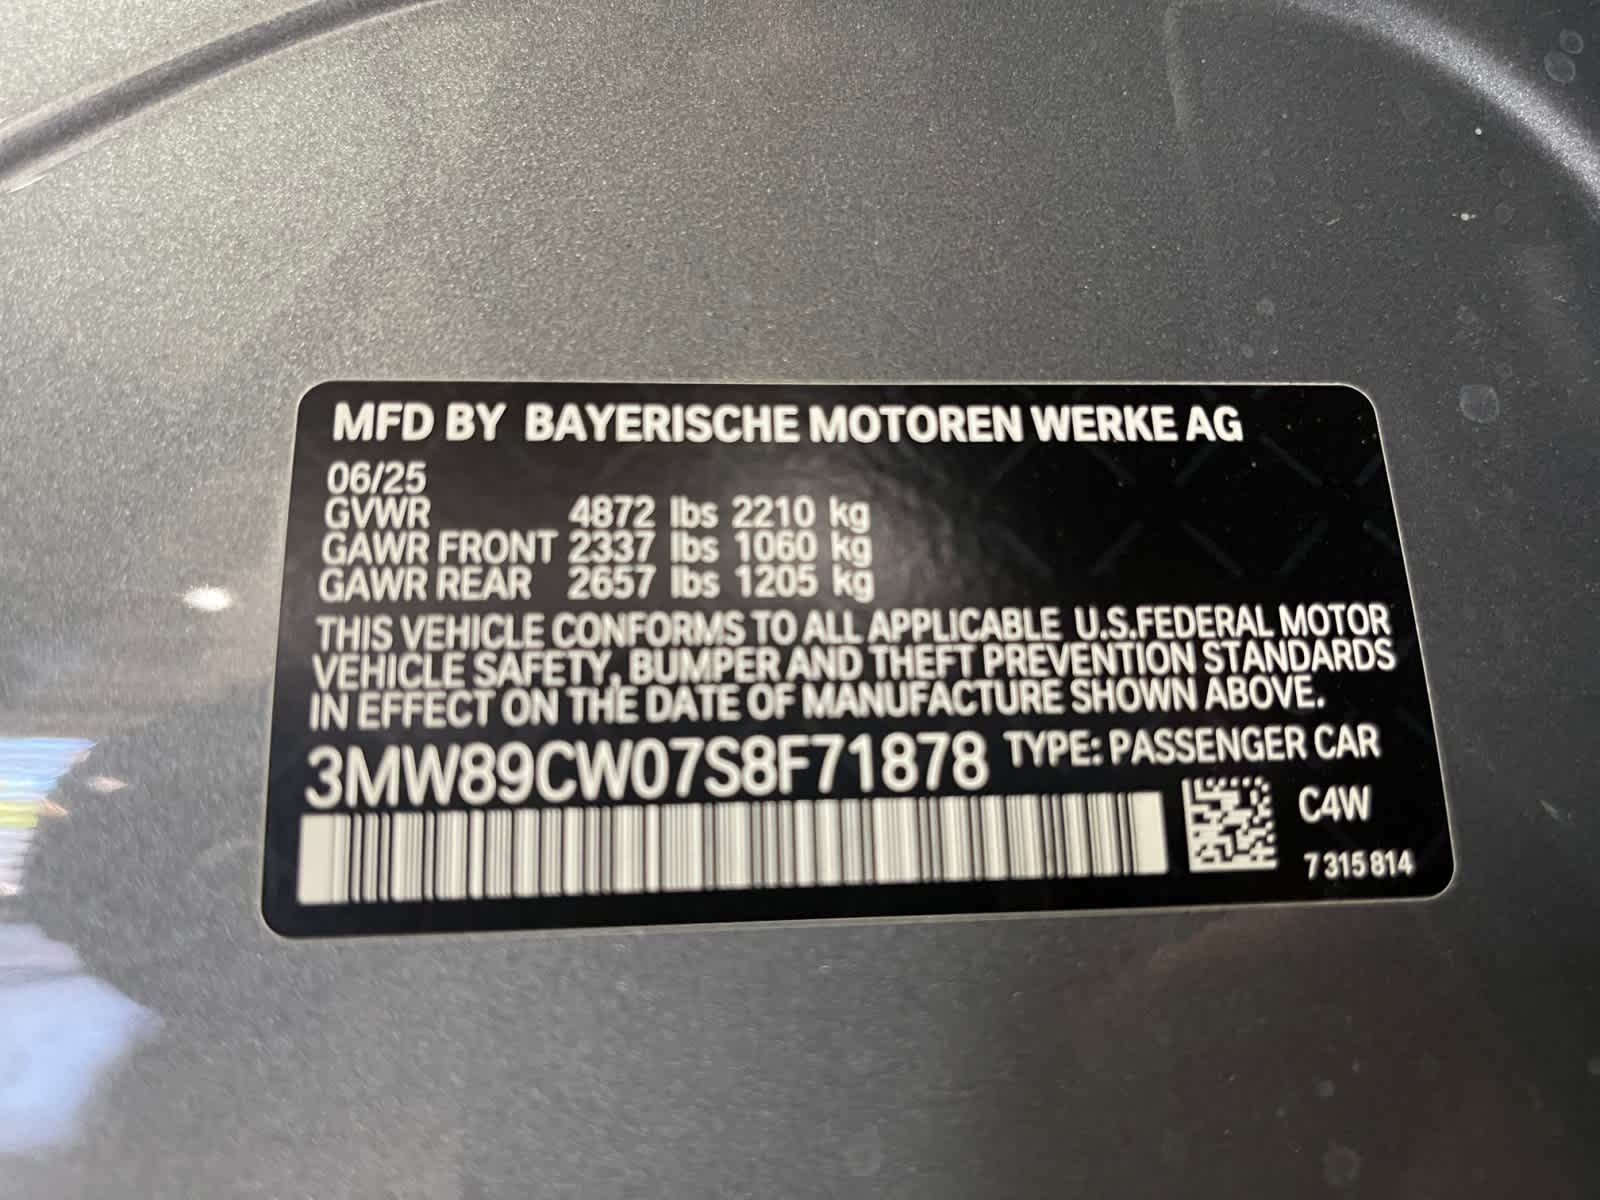 MFD BY BAYERISCHE MOTOREN WERKE AG
06/25
GVWR 4872 lbs 2210 kg
GAWR FRONT 2337 lbs 1060 kg
GAWR REAR 2657 lbs 1205 kg
THIS VEHICLE CONFORMS TO ALL APPLICABLE U.S.FEDERAL MOTOR
VEHICLE SAFETY, BUMPER AND THEFT PREVENTION STANDARDS
IN EFFECT ON THE DATE OF MANUFACTURE SHOWN ABOVE.
3MW89CW07S8F71878 TYPE: PASSENGER CAR
C4W
7 315 814